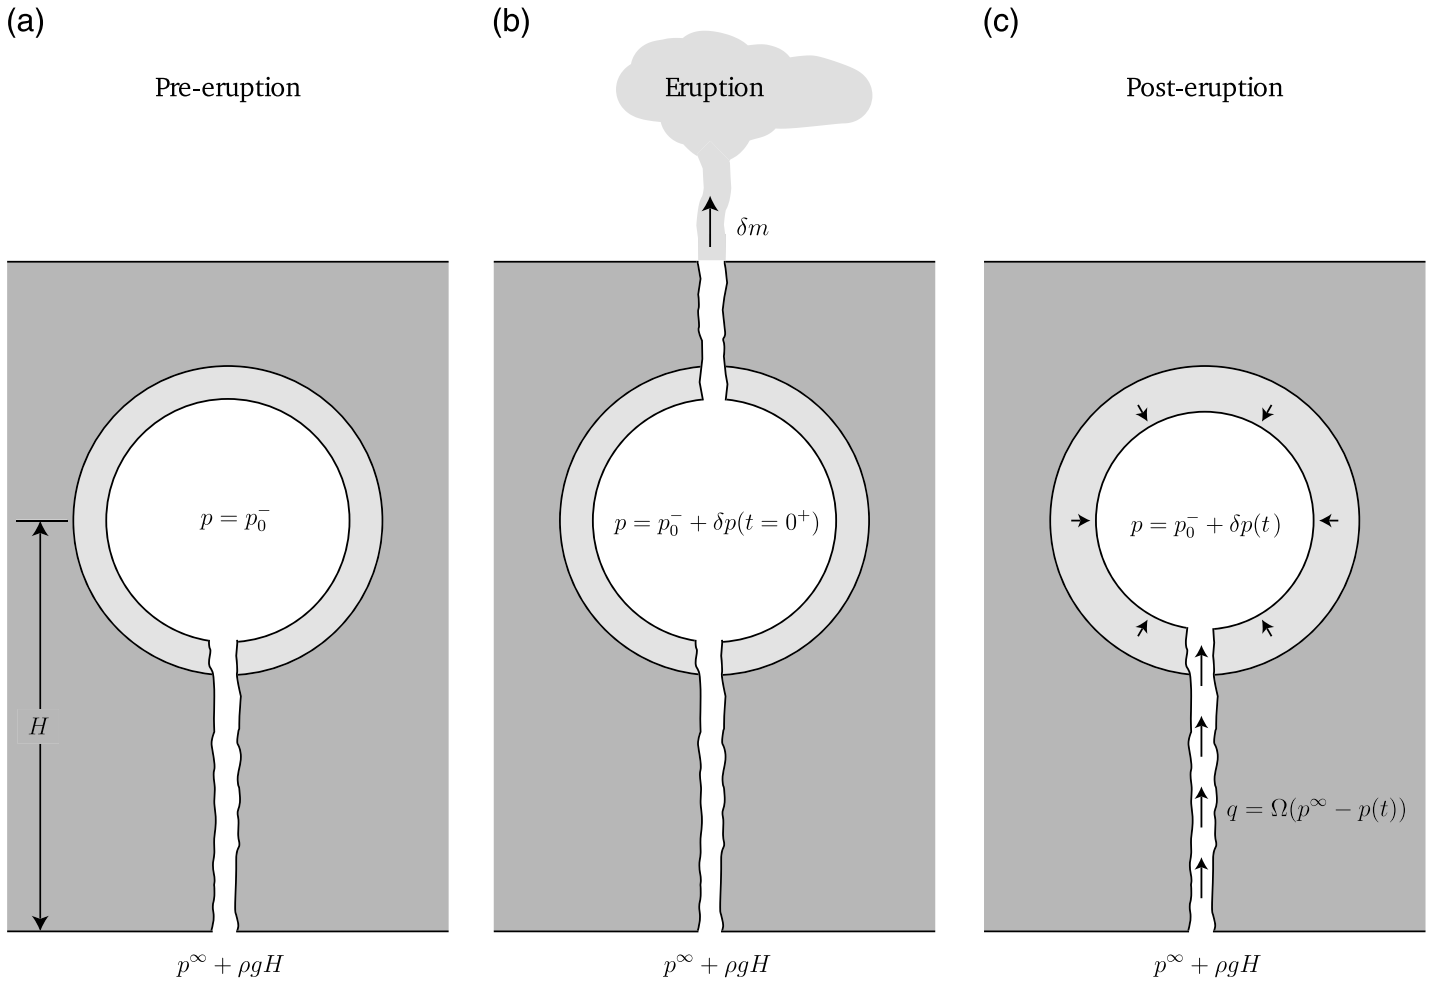 (a)
Pre-eruption
p = p₀⁻
H
p^∞ + ρgH
(b)
Eruption
δm
p = p₀⁻ + δp(t = 0⁺)
p^∞ + ρgH
(c)
Post-eruption
p = p₀⁻ + δp(t)
q = Ω(p^∞ − p(t))
p^∞ + ρgH